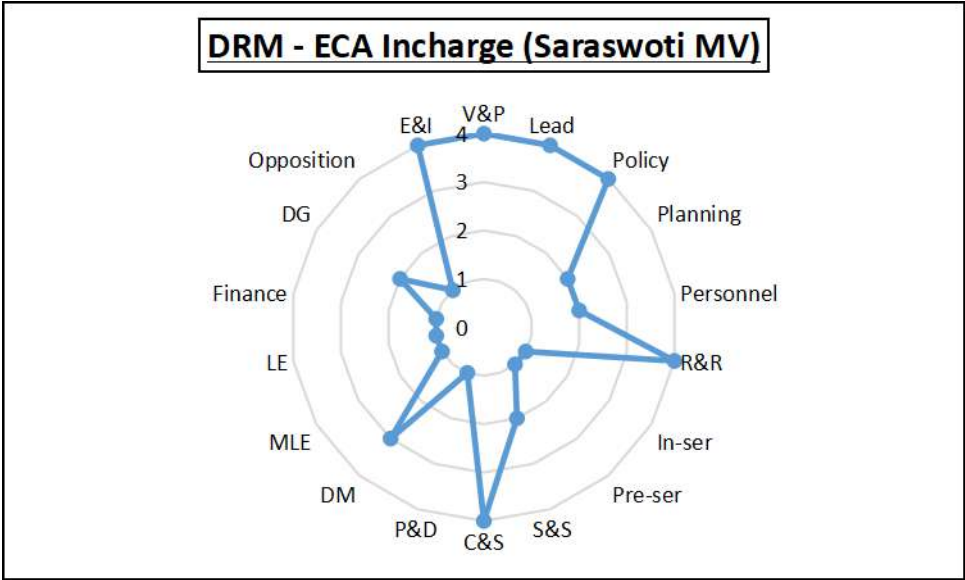 DRM - ECA Incharge (Saraswoti MV)
V&P
Lead
Policy
Planning
Personnel
R&R
In-ser
Pre-ser
S&S
C&S
P&D
DM
MLE
LE
Finance
DG
Opposition
E&I
4
3
2
1
0